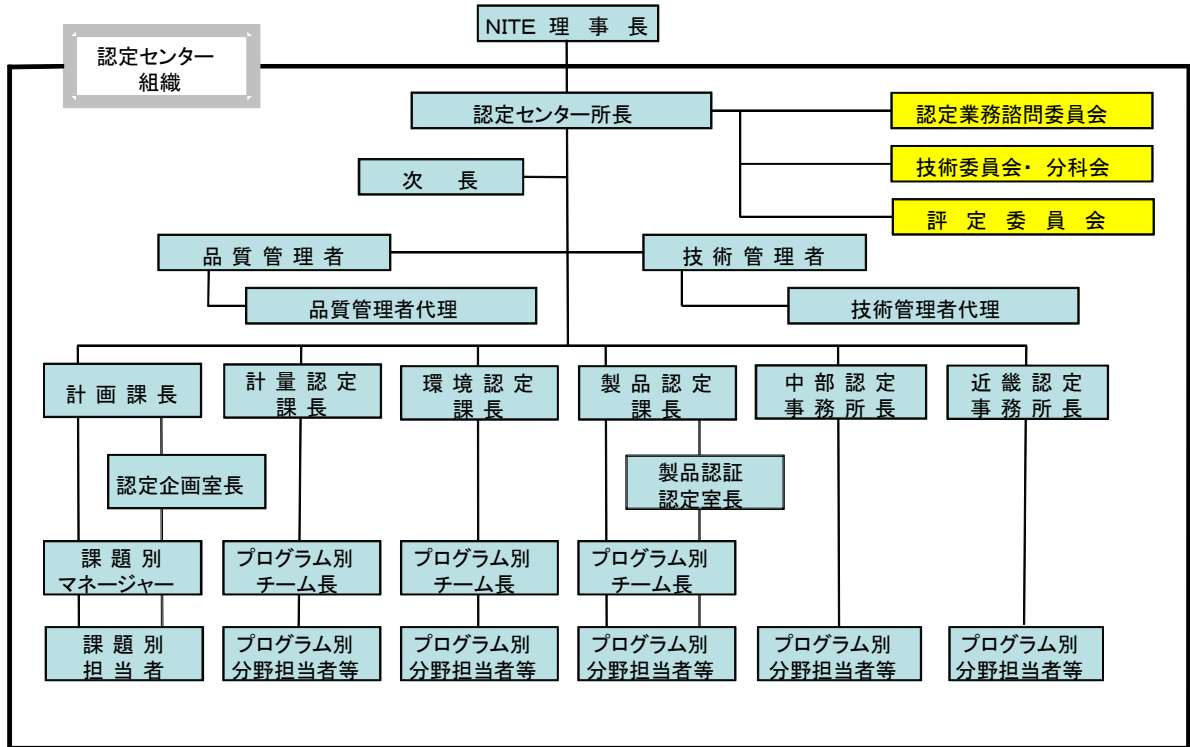 NITE 理 事 長
認定センター
組織
認定センター所長
認定業務諮問委員会
技術委員会・ 分科会
次 長
評 定 委 員 会
品 質 管 理 者
技 術 管 理 者
品質管理者代理
技術管理者代理
計 画 課 長
計 量 認 定
課 長
環 境 認 定
課 長
製 品 認 定
課 長
中 部 認 定
事 務 所 長
近 畿 認 定
事 務 所 長
認定企画室長
製品認証
認定室長
課 題 別
マネージャー
プログラム別
チーム長
プログラム別
チーム長
プログラム別
チーム長
課 題 別
担 当 者
プログラム別
分野担当者等
プログラム別
分野担当者等
プログラム別
分野担当者等
プログラム別
分野担当者等
プログラム別
分野担当者等